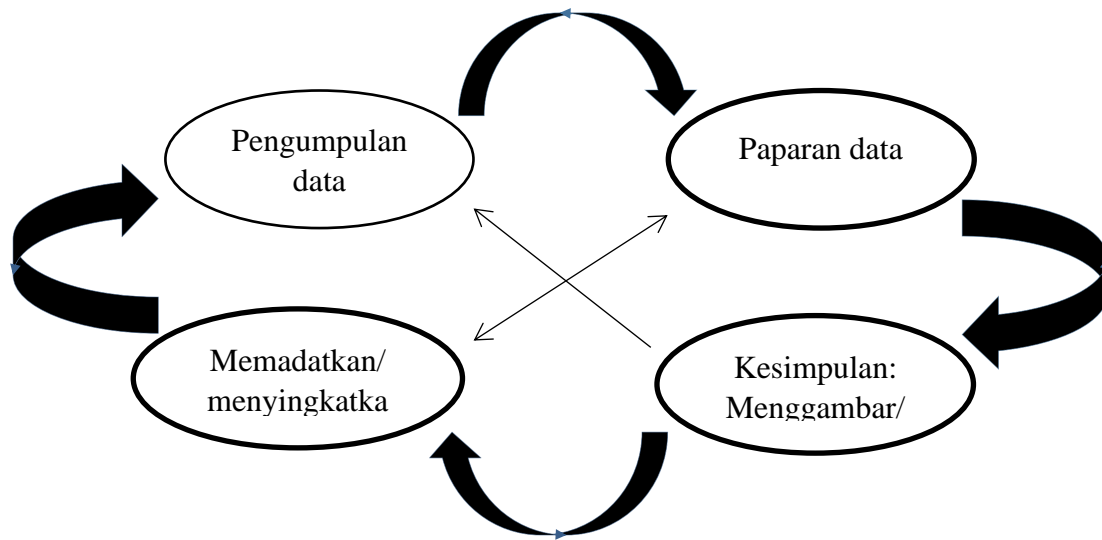 Pengumpulan
data
Paparan data
Memadatkan/
menyingkatka
Kesimpulan:
Menggambar/